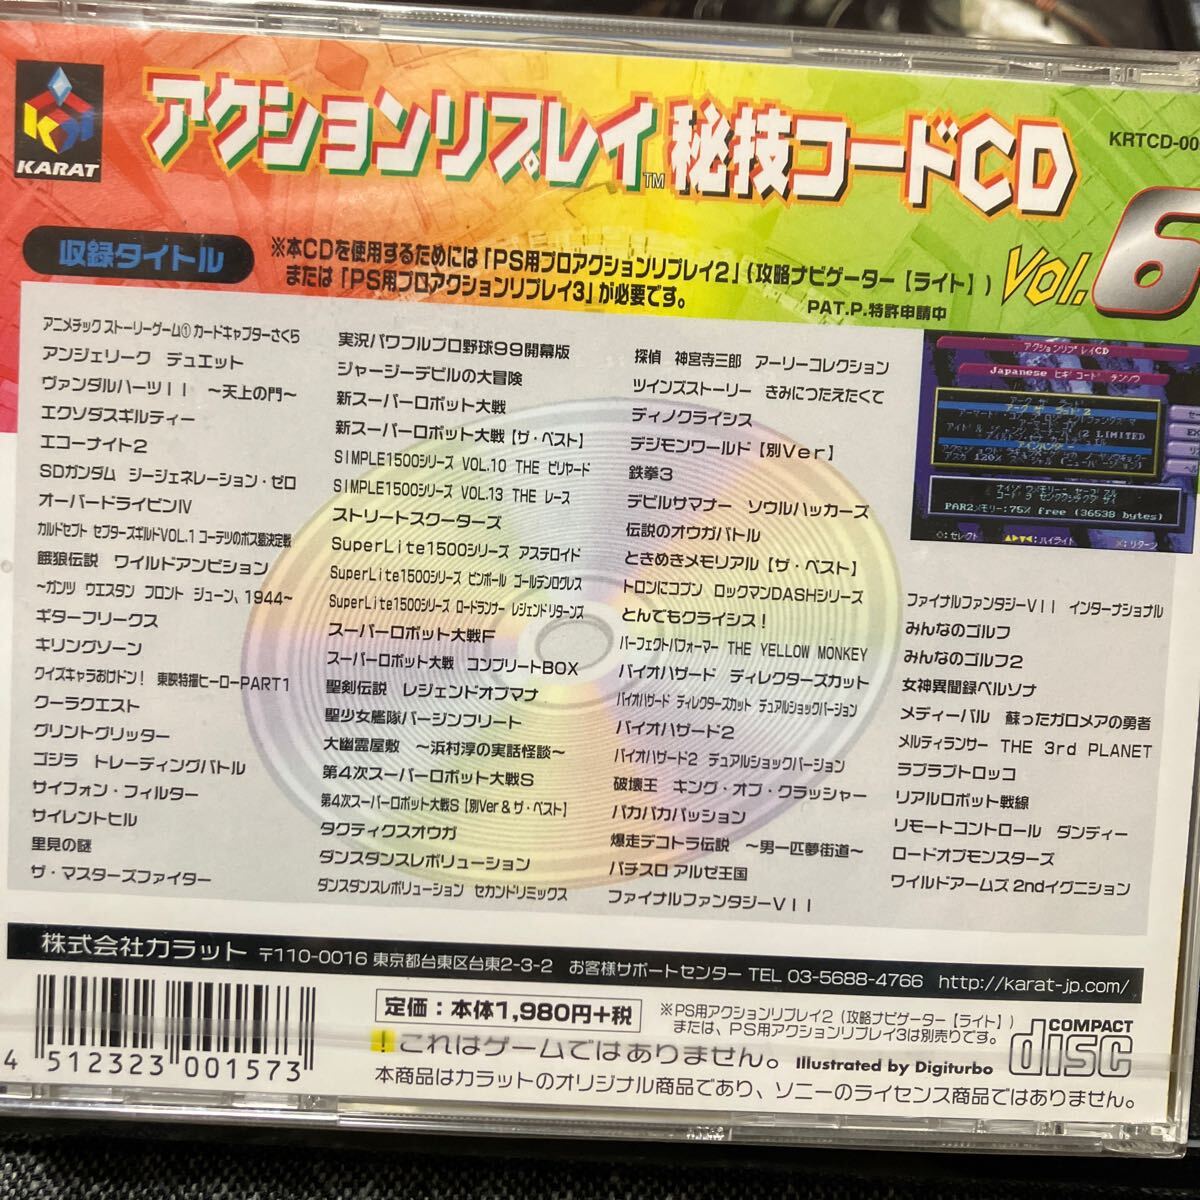 KARAT
アクションリプレイ™秘技コードCD
KRTCD-00
Vol.6
収録タイトル
※本CDを使用するためには「PS用プロアクションリプレイ2」(攻略ナビゲーター【ライト】)
または「PS用プロアクションリプレイ3」が必要です。
PAT.P.特許申請中
アニメチック ストーリーゲーム① カードキャプターさくら
アンジェリーク デュエット
ヴァンダルハーツII ～天上の門～
エクソダスギルティー
エコーナイト2
SDガンダム ジージェネレーション・ゼロ
オーバードライビンIV
カルドセプト セプターズギルドVOL.1 コーデツのボス猿決定戦
餓狼伝説 ワイルドアンビション
～ガンツ ウエスタン フロント ジューン、1944～
ギターフリークス
キリングゾーン
クイズキャラおけドン! 東映特撮ヒーローPART1
クーラクエスト
グリントグリッター
ゴジラ トレーディングバトル
サイフォン・フィルター
サイレントヒル
里見の謎
ザ・マスターズファイター
実況パワフルプロ野球99開幕版
ジャージーデビルの大冒険
新スーパーロボット大戦
新スーパーロボット大戦【ザ・ベスト】
SIMPLE1500シリーズ VOL.10 THE ビリヤード
SIMPLE1500シリーズ VOL.13 THE レース
ストリートスクーターズ
SuperLite1500シリーズ アステロイド
SuperLite1500シリーズ ピンボール ゴールデンログレス
SuperLite1500シリーズ ロードランナー レジェンドリターンズ
スーパーロボット大戦F
スーパーロボット大戦 コンプリートBOX
聖剣伝説 レジェンドオブマナ
聖少女艦隊バージンフリート
大幽霊屋敷 ～浜村淳の実話怪談～
第4次スーパーロボット大戦S
第4次スーパーロボット大戦S【別Ver＆ザ・ベスト】
タクティクスオウガ
ダンスダンスレボリューション
ダンスダンスレボリューション セカンドリミックス
探偵 神宮寺三郎 アーリーコレクション
ツインズストーリー きみにつたえたくて
ディノクライシス
デジモンワールド【別Ver】
鉄拳3
デビルサマナー ソウルハッカーズ
伝説のオウガバトル
ときめきメモリアル【ザ・ベスト】
トロンにコブン ロックマンDASHシリーズ
とんでもクライシス!
パーフェクトパフォーマー THE YELLOW MONKEY
バイオハザード ディレクターズカット
バイオハザード ディレクターズカット デュアルショックバージョン
バイオハザード2
バイオハザード2 デュアルショックバージョン
破壊王 キング・オブ・クラッシャー
パカパカパッション
爆走デコトラ伝説 ～男一匹夢街道～
パチスロ アルゼ王国
ファイナルファンタジーVII
アクションリプレイCD
Japanese ヒギ コード ケンソウ
PAR2メモリー:75% free (36538 bytes)
◇:セレクト
▲▶▼◀:ハイライト
×:リターン
ファイナルファンタジーVII インターナショナル
みんなのゴルフ
みんなのゴルフ2
女神異聞録ペルソナ
メディーバル 蘇ったガロメアの勇者
メルティランサー THE 3rd PLANET
ラブラブトロッコ
リアルロボット戦線
リモートコントロール ダンディー
ロードオブモンスターズ
ワイルドアームズ 2ndイグニション
株式会社カラット 〒110-0016 東京都台東区台東2-3-2 お客様サポートセンター TEL 03-5688-4766 http://karat-jp.com/
4 512323 001573
定価：本体1,980円+税
※PS用アクションリプレイ2(攻略ナビゲーター【ライト】)
または、PS用アクションリプレイ3は別売りです。
!これはゲームではありません。
Illustrated by Digiturbo
COMPACT
disc
本商品はカラットのオリジナル商品であり、ソニーのライセンス商品ではありません。